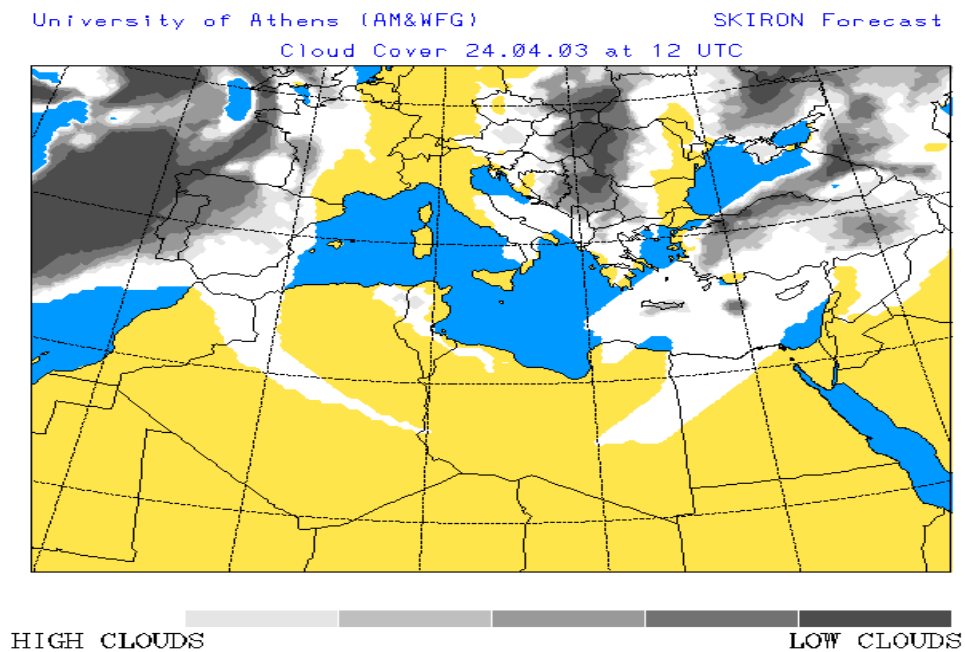 University of Athens (AM&WFG) SKIRON Forecast
Cloud Cover 24.04.03 at 12 UTC
HIGH CLOUDS LOW CLOUDS